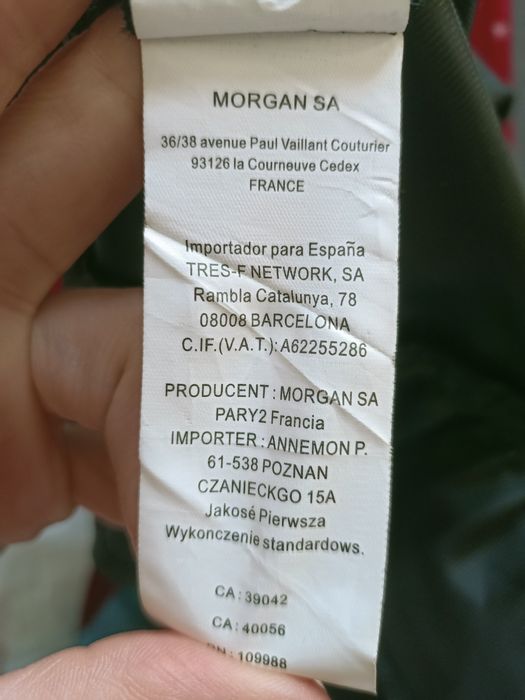 MORGAN SA
36/38 avenue Paul Vaillant Couturier
93126 la Courneuve Cedex
FRANCE
Importador para España
TRES-F NETWORK, SA
Rambla Catalunya, 78
08008 BARCELONA
C.IF.(V.A.T.): A62255286
PRODUCENT : MORGAN SA
PARY2 Francia
IMPORTER : ANNEMON P.
61-538 POZNAN
CZANIECKGO 15A
Jakosé Pierwsza
Wykonczenie standardows.
CA : 39042
CA : 40056
: 109988